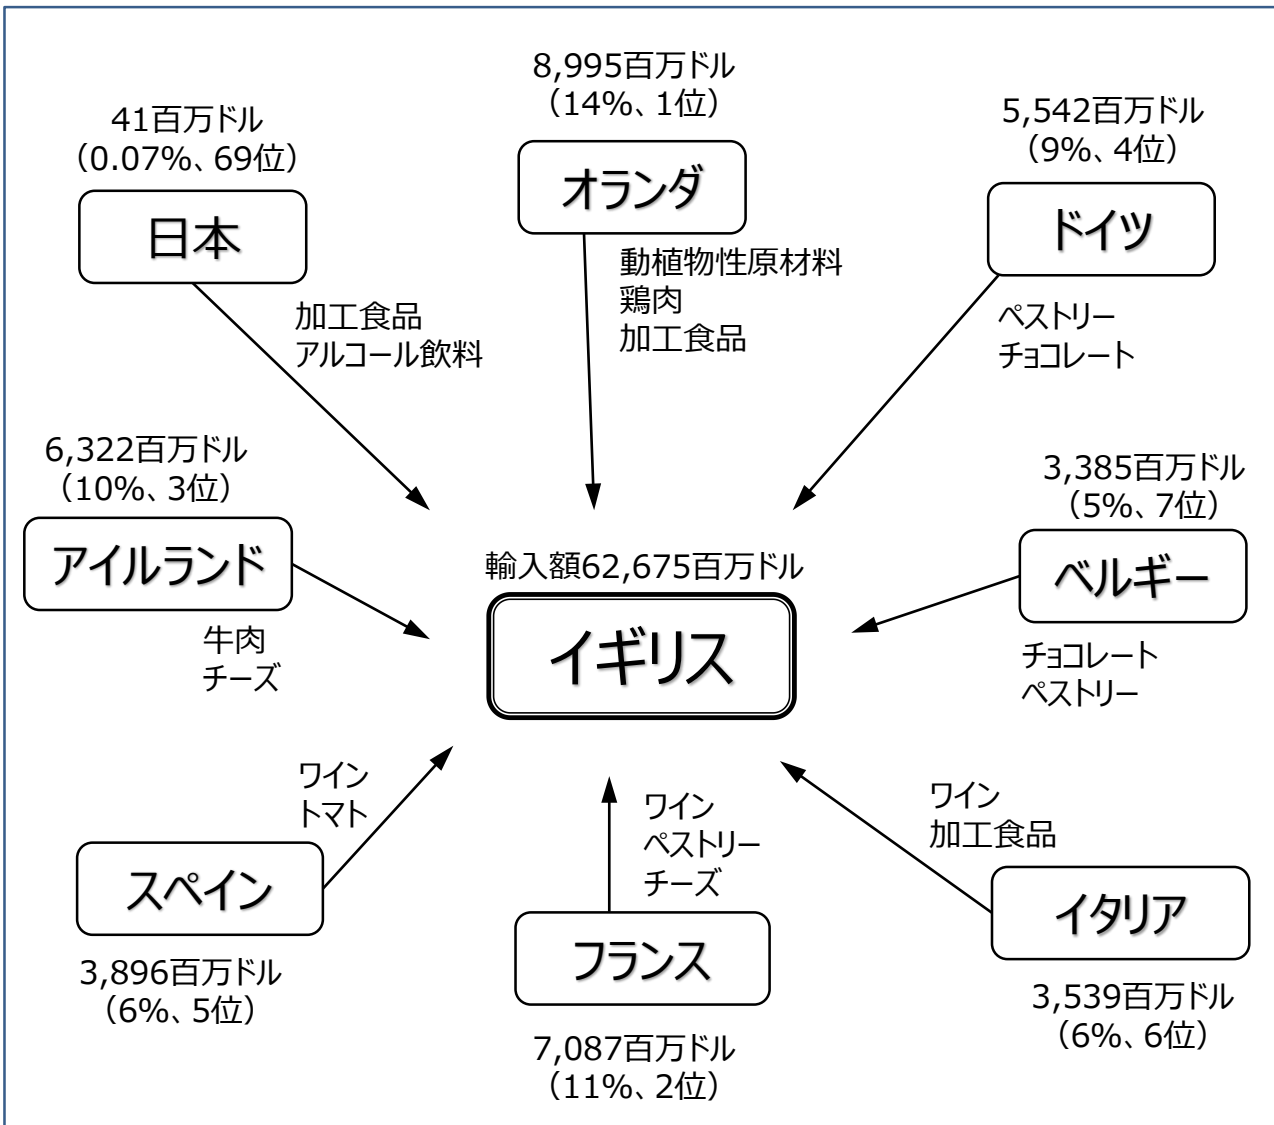 8,995百万ドル
（14%、1位）
オランダ
動植物性原材料
鶏肉
加工食品
41百万ドル
（0.07%、69位）
日本
加工食品
アルコール飲料
5,542百万ドル
（9%、4位）
ドイツ
ペストリー
チョコレート
6,322百万ドル
（10%、3位）
アイルランド
牛肉
チーズ
3,385百万ドル
（5%、7位）
ベルギー
チョコレート
ペストリー
輸入額62,675百万ドル
イギリス
ワイン
トマト
スペイン
3,896百万ドル
（6%、5位）
ワイン
ペストリー
チーズ
フランス
7,087百万ドル
（11%、2位）
ワイン
加工食品
イタリア
3,539百万ドル
（6%、6位）